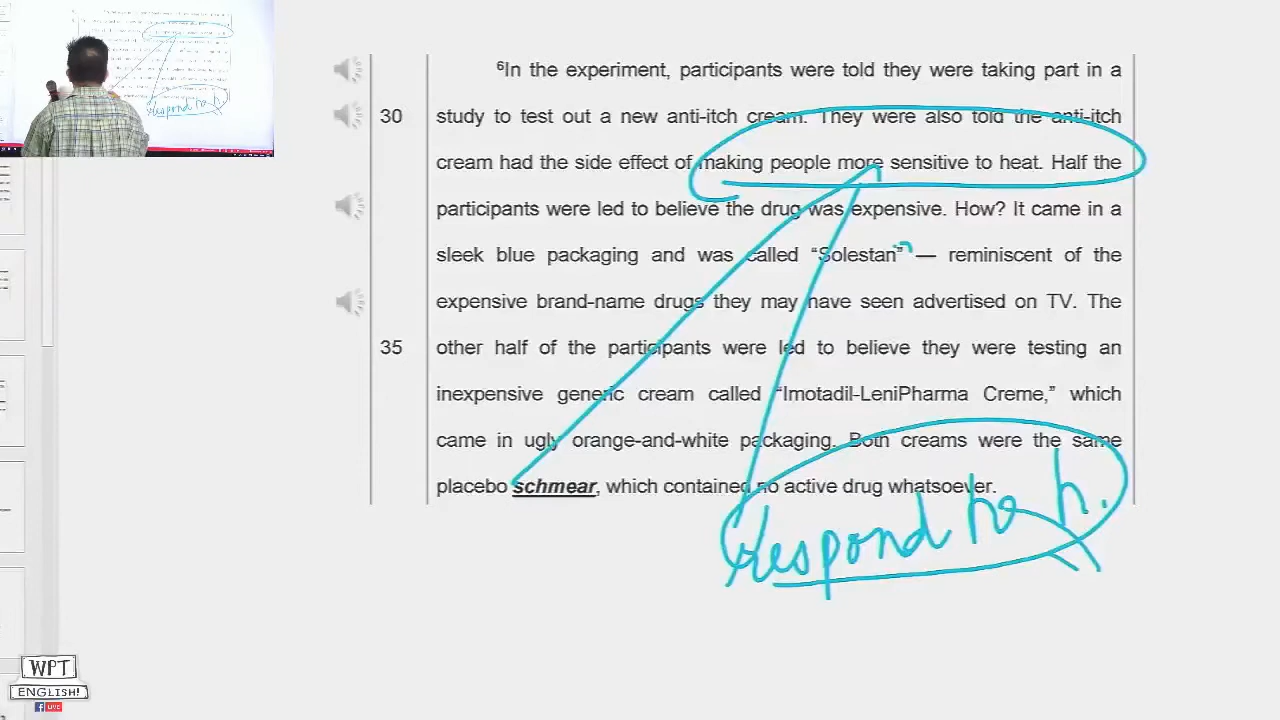 ⁶In the experiment, participants were told they were taking part in a
30 study to test out a new anti-itch cream. They were also told the anti-itch
cream had the side effect of making people more sensitive to heat. Half the
participants were led to believe the drug was expensive. How? It came in a
sleek blue packaging and was called “Solestan” — reminiscent of the
expensive brand-name drugs they may have seen advertised on TV. The
35 other half of the participants were led to believe they were testing an
inexpensive generic cream called “Imotadil-LeniPharma Creme,” which
came in ugly orange-and-white packaging. Both creams were the same
placebo schmear, which contained no active drug whatsoever.
respond to h.
WPT
ENGLISH!
LIVE